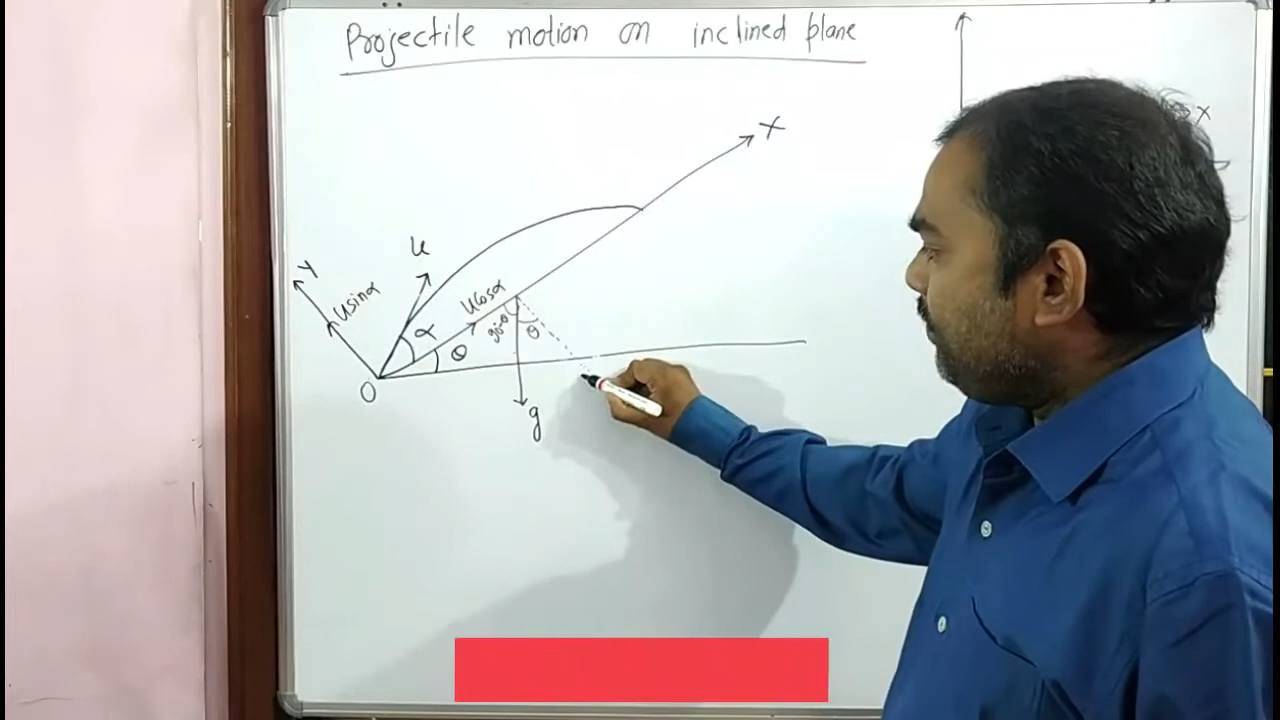 Projectile motion on inclined plane
X
u
Y
usinα
ucosα
α
θ
90-θ
θ
O
g
x